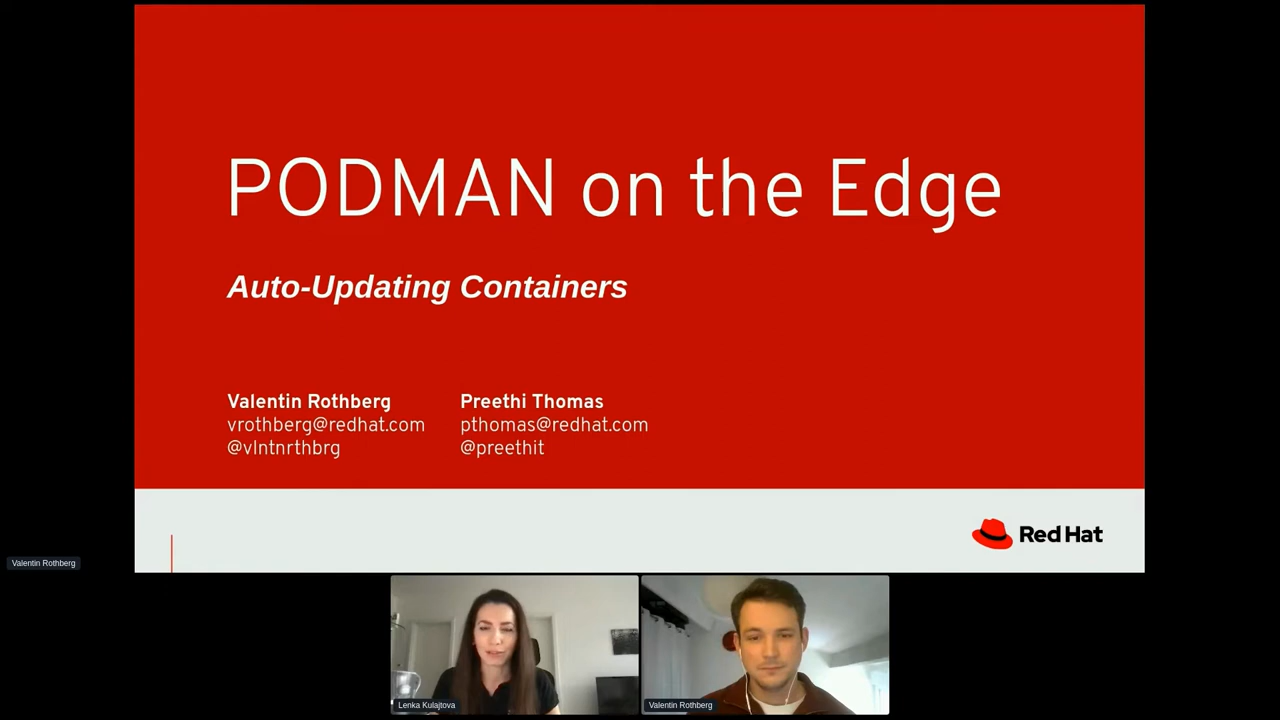 PODMAN on the Edge
Auto-Updating Containers
Valentin Rothberg
vrothberg@redhat.com
@vlntnrthbrg
Preethi Thomas
pthomas@redhat.com
@preethit
Red Hat
Valentin Rothberg
Lenka Kulajtova
Valentin Rothberg